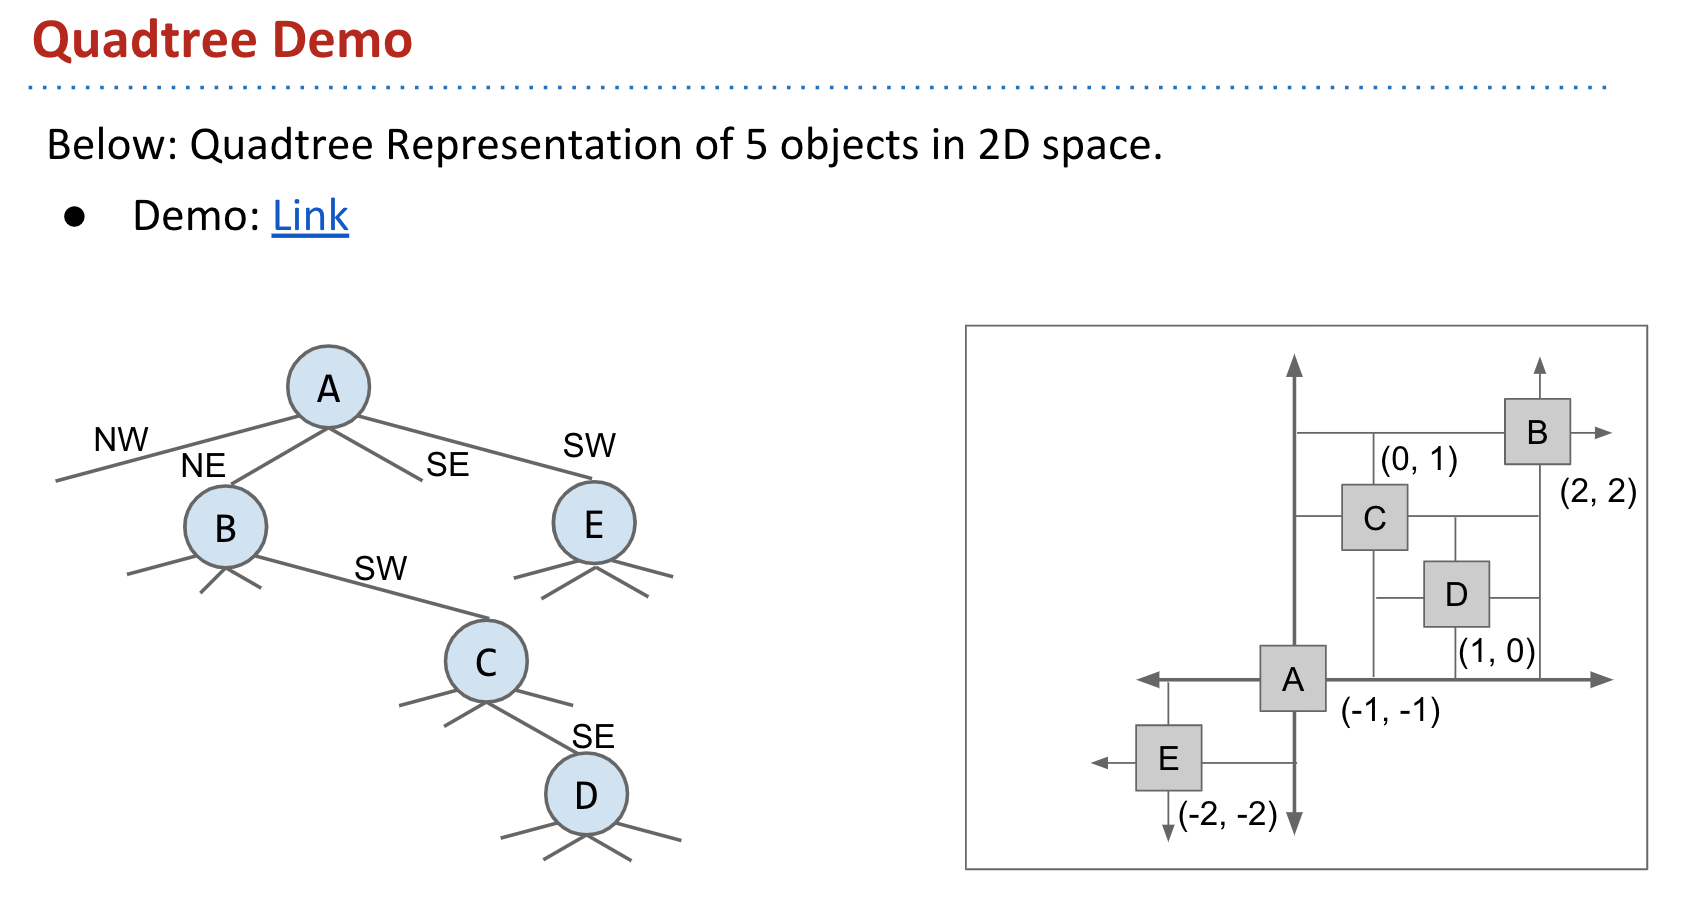 Quadtree Demo
Below: Quadtree Representation of 5 objects in 2D space.
● Demo: Link
A
NW
NE
SE
SW
B
E
SW
C
SE
D
B
(0, 1)
(2, 2)
C
D
(1, 0)
A
(-1, -1)
E
(-2, -2)